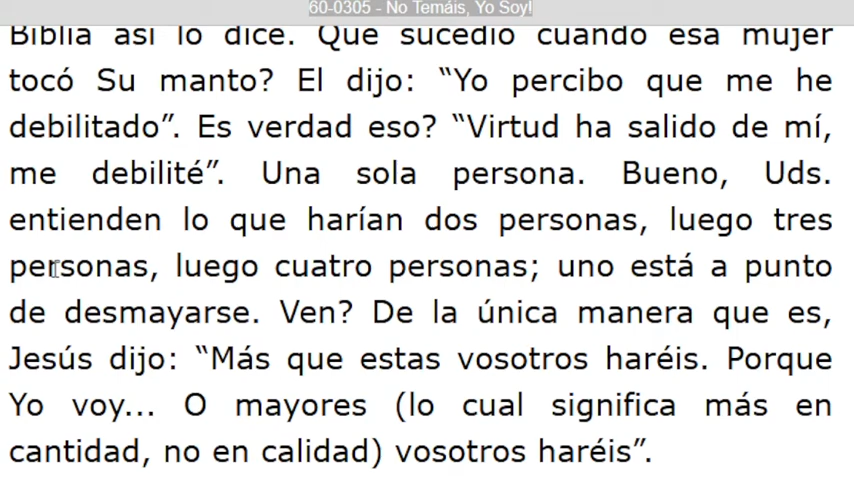 60-0305 - No Temáis, Yo Soy!
Biblia así lo dice. Qué sucedió cuando esa mujer
tocó Su manto? El dijo: “Yo percibo que me he
debilitado”. Es verdad eso? “Virtud ha salido de mí,
me debilité”. Una sola persona. Bueno, Uds.
entienden lo que harían dos personas, luego tres
personas, luego cuatro personas; uno está a punto
de desmayarse. Ven? De la única manera que es,
Jesús dijo: “Más que estas vosotros haréis. Porque
Yo voy... O mayores (lo cual significa más en
cantidad, no en calidad) vosotros haréis”.